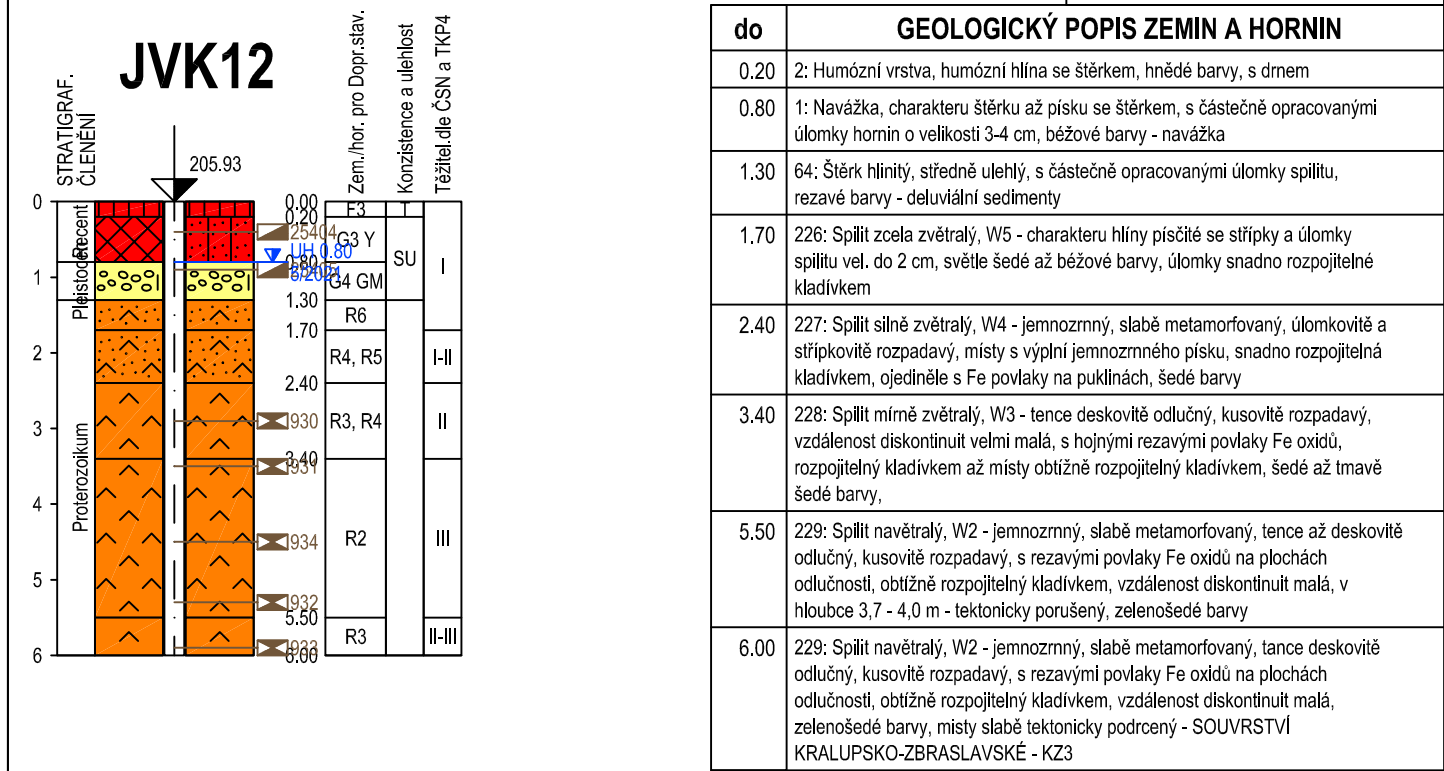 JVK12
STRATIGRAF.
ČLENĚNÍ
205.93
Zem./hor. pro Dopr.stav.
Konzistence a ulehlost
Těžitel.dle ČSN a TKP4
0
1
2
3
4
5
6
Recent
Pleistocén
Proterozoikum
0.00
0.20
0.80
1.30
1.70
2.40
3.40
5.50
6.00
25404
UH 0.80
930
931
934
932
933
F3
G3 Y
G4 GM
R6
R4, R5
R3, R4
R2
R3
T
SU
I
I-II
II
III
II-III
do GEOLOGICKÝ POPIS ZEMIN A HORNIN
0.20 2: Humózní vrstva, humózní hlína se štěrkem, hnědé barvy, s drnem
0.80 1: Navážka, charakteru štěrku až písku se štěrkem, s částečně opracovanými
úlomky hornin o velikosti 3-4 cm, béžové barvy - navážka
1.30 64: Štěrk hlinitý, středně ulehlý, s částečně opracovanými úlomky spilitu,
rezavé barvy - deluviální sedimenty
1.70 226: Spilit zcela zvětralý, W5 - charakteru hlíny písčité se střípky a úlomky
spilitu vel. do 2 cm, světle šedé až béžové barvy, úlomky snadno rozpojitelné
kladívkem
2.40 227: Spilit silně zvětralý, W4 - jemnozrnný, slabě metamorfovaný, úlomkovitě a
střípkovitě rozpadavý, místy s výplní jemnozrnného písku, snadno rozpojitelná
kladívkem, ojediněle s Fe povlaky na puklinách, šedé barvy
3.40 228: Spilit mírně zvětralý, W3 - tence deskovitě odlučný, kusovitě rozpadavý,
vzdálenost diskontinuit velmi malá, s hojnými rezavými povlaky Fe oxidů,
rozpojitelný kladívkem až místy obtížně rozpojitelný kladívkem, šedé až tmavě
šedé barvy,
5.50 229: Spilit navětralý, W2 - jemnozrnný, slabě metamorfovaný, tence až deskovitě
odlučný, kusovitě rozpadavý, s rezavými povlaky Fe oxidů na plochách
odlučnosti, obtížně rozpojitelný kladívkem, vzdálenost diskontinuit malá, v
hloubce 3,7 - 4,0 m - tektonicky porušený, zelenošedé barvy
6.00 229: Spilit navětralý, W2 - jemnozrnný, slabě metamorfovaný, tance deskovitě
odlučný, kusovitě rozpadavý, s rezavými povlaky Fe oxidů na plochách
odlučnosti, obtížně rozpojitelný kladívkem, vzdálenost diskontinuit malá,
zelenošedé barvy, misty slabě tektonicky podrcený - SOUVRSTVÍ
KRALUPSKO-ZBRASLAVSKÉ - KZ3